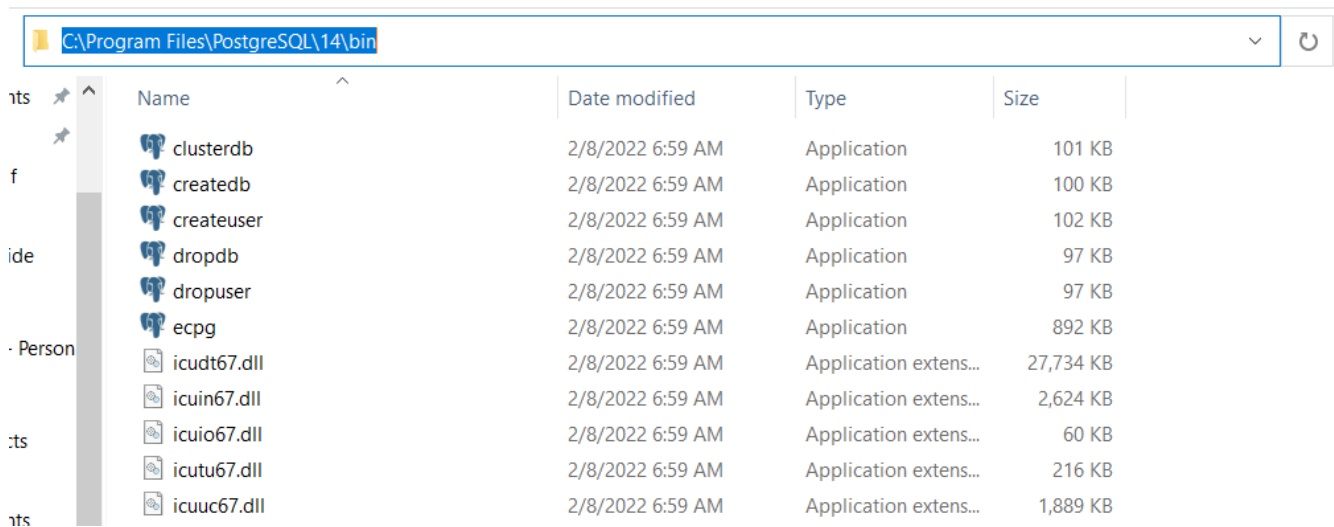 C:\Program Files\PostgreSQL\14\bin
nts Name Date modified Type Size
clusterdb 2/8/2022 6:59 AM Application 101 KB
f createdb 2/8/2022 6:59 AM Application 100 KB
createuser 2/8/2022 6:59 AM Application 102 KB
ide dropdb 2/8/2022 6:59 AM Application 97 KB
dropuser 2/8/2022 6:59 AM Application 97 KB
ecpg 2/8/2022 6:59 AM Application 892 KB
- Person icudt67.dll 2/8/2022 6:59 AM Application extens... 27,734 KB
icuin67.dll 2/8/2022 6:59 AM Application extens... 2,624 KB
cts icuio67.dll 2/8/2022 6:59 AM Application extens... 60 KB
icutu67.dll 2/8/2022 6:59 AM Application extens... 216 KB
nts icuuc67.dll 2/8/2022 6:59 AM Application extens... 1,889 KB